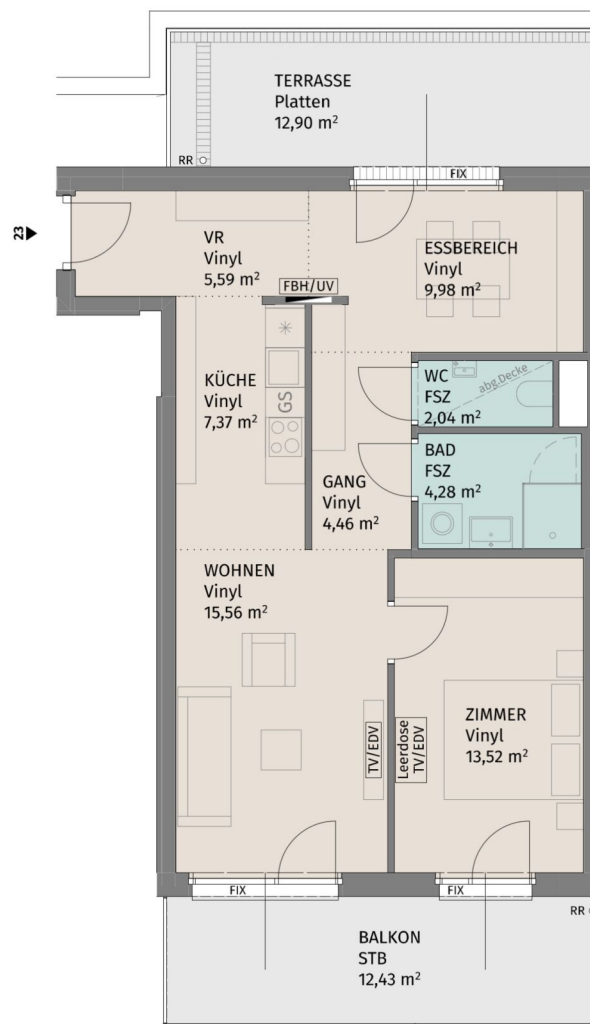 TERRASSE
Platten
12,90 m²
RR
FIX
23
VR
Vinyl
5,59 m²
ESSBEREICH
Vinyl
9,98 m²
FBH/UV
KÜCHE
Vinyl
7,37 m²
GS
WC
FSZ
2,04 m²
abg.Decke
BAD
FSZ
4,28 m²
GANG
Vinyl
4,46 m²
WOHNEN
Vinyl
15,56 m²
ZIMMER
Vinyl
13,52 m²
TV/EDV
Leerdose
TV/EDV
FIX
FIX
RR
BALKON
STB
12,43 m²